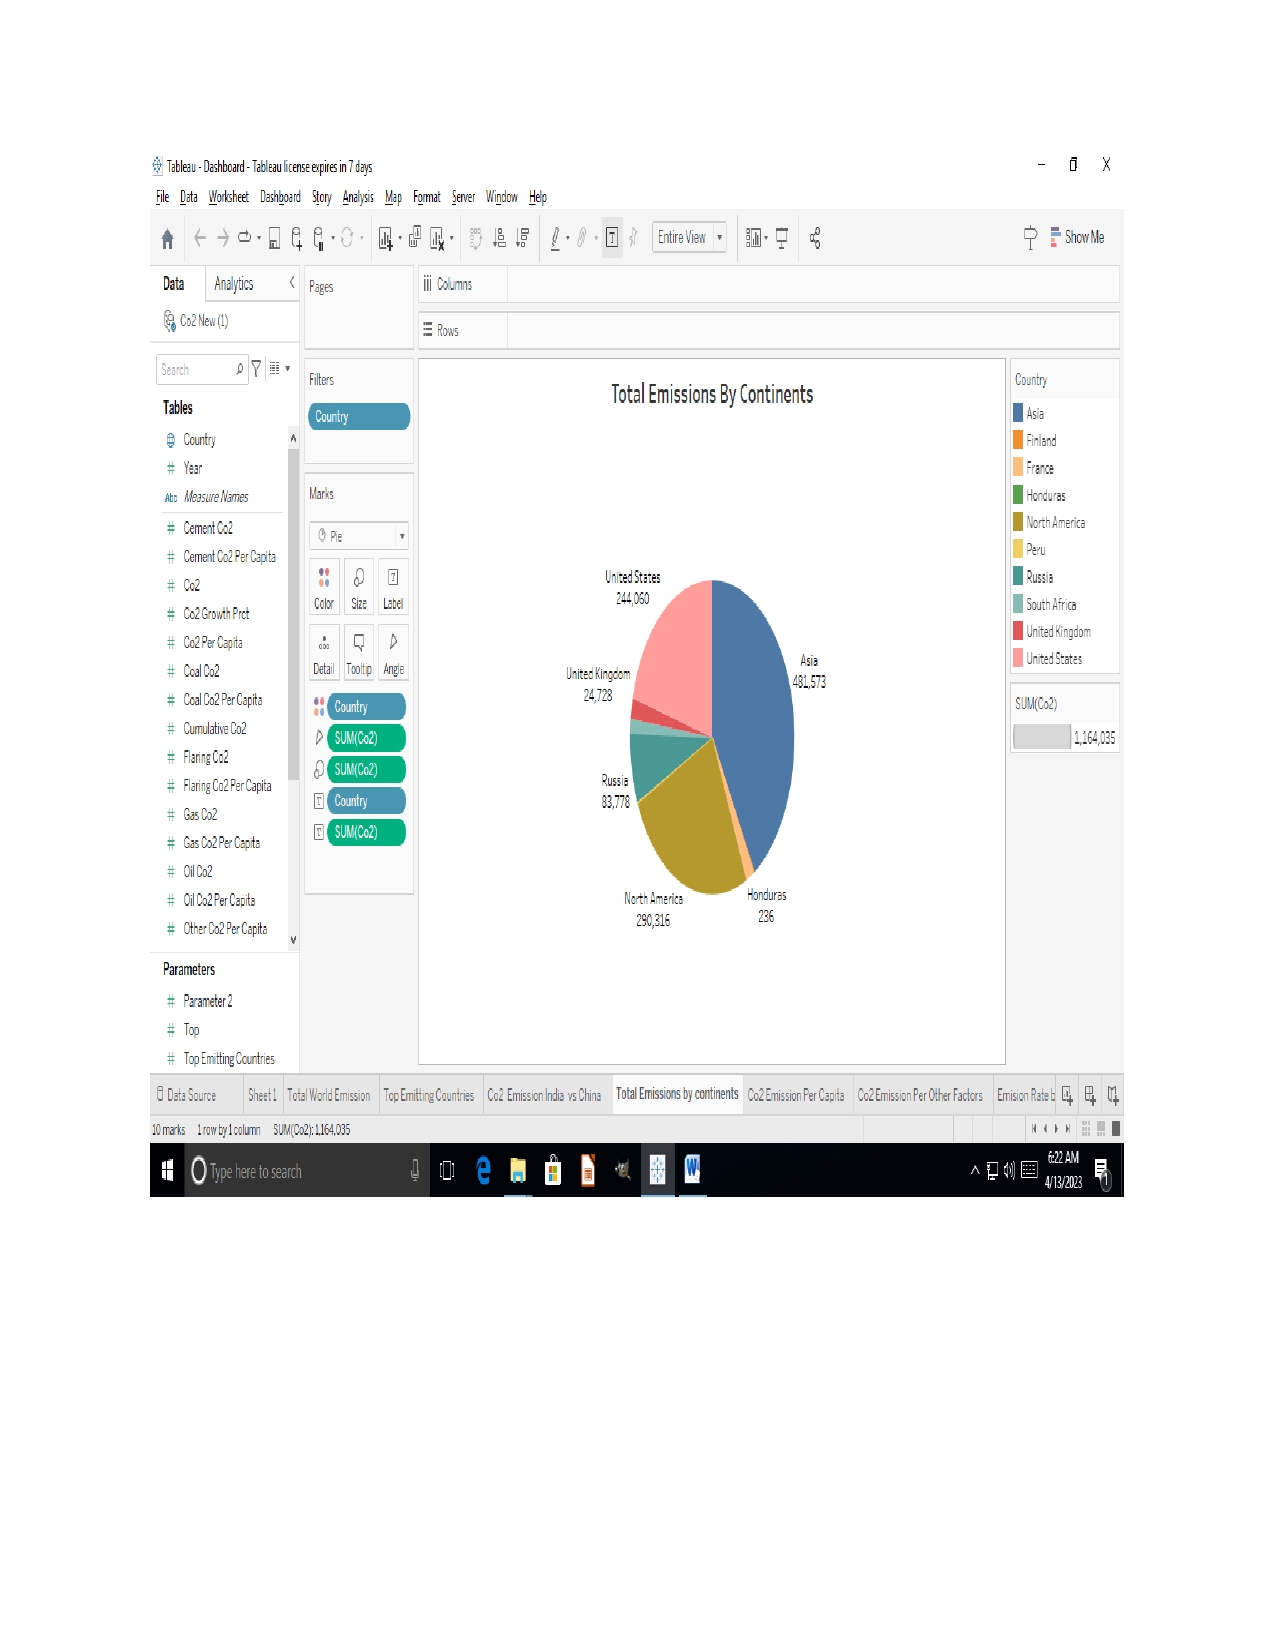 Tableau - Dashboard - Tableau license expires in 7 days
File Data Worksheet Dashboard Story Analysis Map Format Server Window Help
Entire View
Show Me
Data Analytics
Pages
Columns
Co2 New (1)
Rows
Search
Filters
Country
Tables
Country
Year
Abc Measure Names
Cement Co2
Cement Co2 Per Capita
Co2
Co2 Growth Prct
Co2 Per Capita
Coal Co2
Coal Co2 Per Capita
Cumulative Co2
Flaring Co2
Flaring Co2 Per Capita
Gas Co2
Gas Co2 Per Capita
Oil Co2
Oil Co2 Per Capita
Other Co2 Per Capita
Parameters
Parameter 2
Top
Top Emitting Countries
Marks
Pie
Color Size Label
Detail Tooltip Angle
Country
SUM(Co2)
SUM(Co2)
Country
SUM(Co2)
Total Emissions By Continents
United States
244,060
Asia
481,573
United Kingdom
24,728
Russia
83,778
North America
290,316
Honduras
236
Country
Asia
Finland
France
Honduras
North America
Peru
Russia
South Africa
United Kingdom
United States
SUM(Co2)
1,164,035
Data Source Sheet 1 Total World Emission Top Emitting Countries Co2 Emission India vs China Total Emissions by continents Co2 Emission Per Capita Co2 Emission Per Other Factors Emision Rate b
10 marks 1 row by 1 column SUM(Co2): 1,164,035
Type here to search
6:22 AM
4/13/2023
1